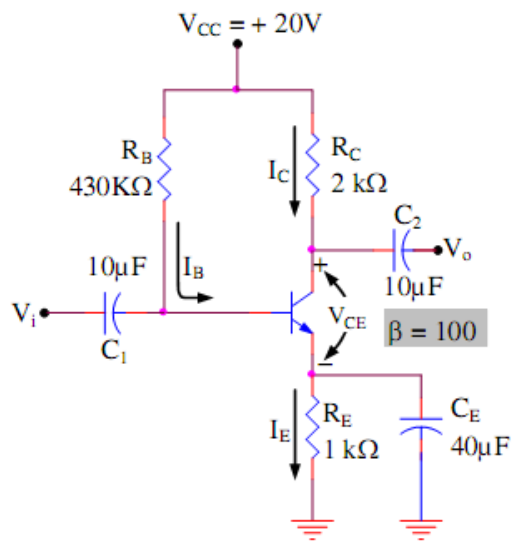 V_CC = + 20V
R_B
430KΩ
I_C
R_C
2 kΩ
C_2
V_o
10µF
10µF
I_B
V_i
C_1
+
V_CE
−
β = 100
I_E
R_E
1 kΩ
C_E
40µF